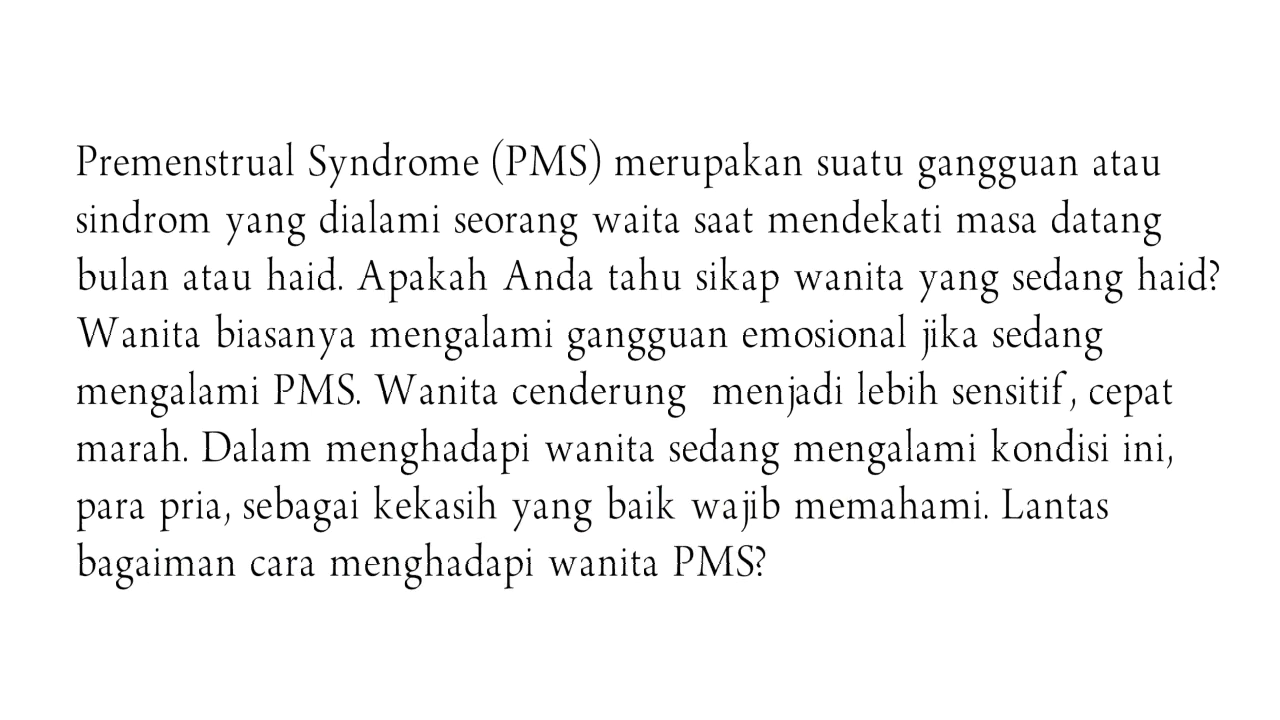 Premenstrual Syndrome (PMS) merupakan suatu gangguan atau
sindrom yang dialami seorang waita saat mendekati masa datang
bulan atau haid. Apakah Anda tahu sikap wanita yang sedang haid?
Wanita biasanya mengalami gangguan emosional jika sedang
mengalami PMS. Wanita cenderung  menjadi lebih sensitif, cepat
marah. Dalam menghadapi wanita sedang mengalami kondisi ini,
para pria, sebagai kekasih yang baik wajib memahami. Lantas
bagaiman cara menghadapi wanita PMS?